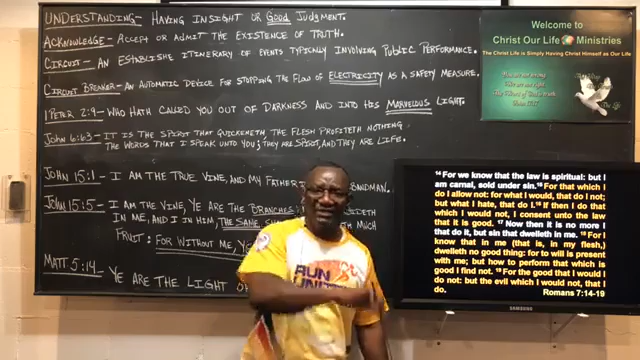 Understanding- Having insight or Good Judgment.
Acknowledge- Accept or Admit the Existence of Truth.
Circuit- An Establishe itinerary of events typically involving Public Performance.
Circuit Breaker- An automatic Device for stopping the flow of Electricity as a safety measure.
1 Peter 2:9- Who hath called you out of darkness and into his Marvelous Light.
John 6:63- It is the Spirit that quickeneth the flesh profiteth nothing
the words that I speak unto you; they are spirit, and they are life.
John 15:1- I am the true vine, and my Father is husbandman.
John 15:5- I am the vine, ye are the branches
in me, and I in him, the same
much
Fruit: For without me, ye
Matt 5:14- Ye are the light of
Welcome to
Christ Our Life Ministries
The Christ Life is Simply Having Christ Himself as Our Life
The Way
The Life
14 For we know that the law is spiritual: but I
am carnal, sold under sin. 15 For that which I
do I allow not: for what I would, that do I not;
but what I hate, that do I. 16 If then I do that
which I would not, I consent unto the law
that it is good. 17 Now then it is no more I
that do it, but sin that dwelleth in me. 18 For I
know that in me (that is, in my flesh,)
dwelleth no good thing: for to will is present
with me; but how to perform that which is
good I find not. 19 For the good that I would I
do not: but the evil which I would not, that I
do.
Romans 7:14-19
SAMSUNG
RUN
UNITED